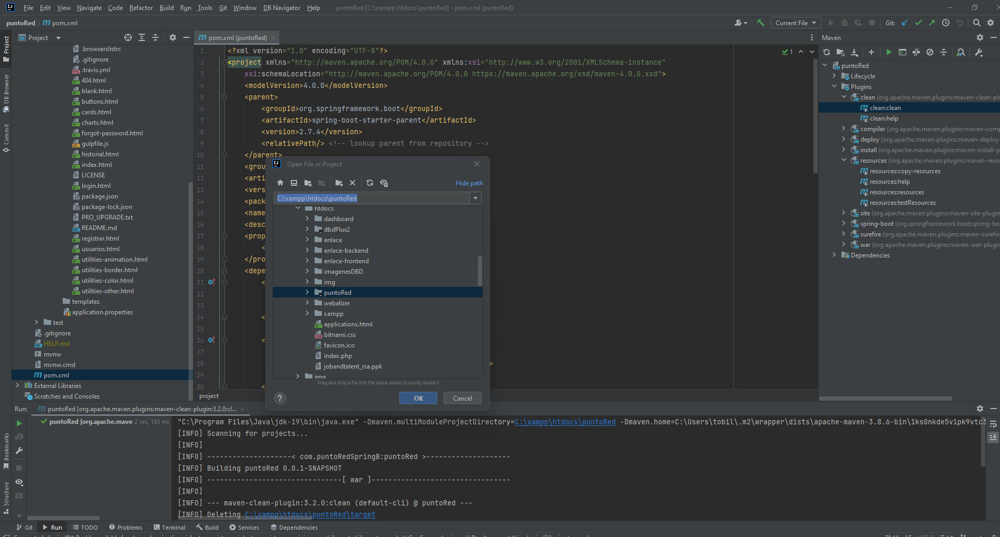 File Edit View Navigate Code Refactor Build Run Tools Git Window DB Navigator Help puntoRed [C:\xampp\htdocs\puntoRed] - pom.xml (puntoRed)
puntoRed pom.xml Current File Git:
Project
.browserslistrc
.gitignore
.travis.yml
404.html
blank.html
buttons.html
cards.html
charts.html
forgot-password.html
gulpfile.js
historial.html
index.html
LICENSE
login.html
package.json
package-lock.json
PRO_UPGRADE.txt
README.md
registrar.html
usuarios.html
utilities-animation.html
utilities-border.html
utilities-color.html
utilities-other.html
templates
application.properties
test
.gitignore
HELP.md
mvnw
mvnw.cmd
pom.xml
External Libraries
Scratches and Consoles
Project
DB Browser
Commit
Bookmarks
Structure
pom.xml (puntoRed)
1 <?xml version="1.0" encoding="UTF-8"?>
2 <project xmlns="http://maven.apache.org/POM/4.0.0" xmlns:xsi="http://www.w3.org/2001/XMLSchema-instance"
3 xsi:schemaLocation="http://maven.apache.org/POM/4.0.0 https://maven.apache.org/xsd/maven-4.0.0.xsd">
4 <modelVersion>4.0.0</modelVersion>
5 <parent>
6 <groupId>org.springframework.boot</groupId>
7 <artifactId>spring-boot-starter-parent</artifactId>
8 <version>2.7.4</version>
9 <relativePath/> <!-- lookup parent from repository -->
10 </parent>
11 <grou
12 <arti
13 <vers
14 <pack
15 <name
16 <desc
17 <prop
18 <
19 </pro
20 <depe
21 <
22
23
24 <
25
26 <
27
28 >
29
30 <
1
project
Open File or Project
Hide path
C:\xampp\htdocs\puntoRed
htdocs
dashboard
dbdPlus2
enlace
enlace-backend
enlace-frontend
imagenesDBD
img
puntoRed
webalizer
xampp
applications.html
bitnami.css
favicon.ico
index.php
jobandtalent_rsa.ppk
img
Drag and drop a file into the space above to quickly locate it
? OK Cancel
Maven
puntoRed
Lifecycle
Plugins
clean (org.apache.maven.plugins:maven-clean-plu
clean:clean
clean:help
compiler (org.apache.maven.plugins:maven-comp
deploy (org.apache.maven.plugins:maven-deploy-
install (org.apache.maven.plugins:maven-install-p
resources (org.apache.maven.plugins:maven-reso
resources:copy-resources
resources:help
resources:resources
resources:testResources
site (org.apache.maven.plugins:maven-site-plugin
spring-boot (org.springframework.boot:spring-bo
surefire (org.apache.maven.plugins:maven-surefire
war (org.apache.maven.plugins:maven-war-plugin
Dependencies
Run: puntoRed [org.apache.maven.plugins:maven-clean-plugin:3.2.0:cl...
puntoRed [org.apache.mave 2 sec, 193 ms
"C:\Program Files\Java\jdk-19\bin\java.exe" -Dmaven.multiModuleProjectDirectory=C:\xampp\htdocs\puntoRed -Dmaven.home=C:\Users\tobil\.m2\wrapper\dists\apache-maven-3.8.6-bin\1ks0nkde5v1pk9vtc3
[INFO] Scanning for projects...
[INFO]
[INFO] --------------------< com.puntoRedSpringB:puntoRed >--------------------
[INFO] Building puntoRed 0.0.1-SNAPSHOT
[INFO] --------------------------------[ war ]---------------------------------
[INFO]
[INFO] --- maven-clean-plugin:3.2.0:clean (default-cli) @ puntoRed ---
[INFO] Deleting C:\xampp\htdocs\puntoRed\target
Git Run TODO Problems Terminal Build Services Dependencies